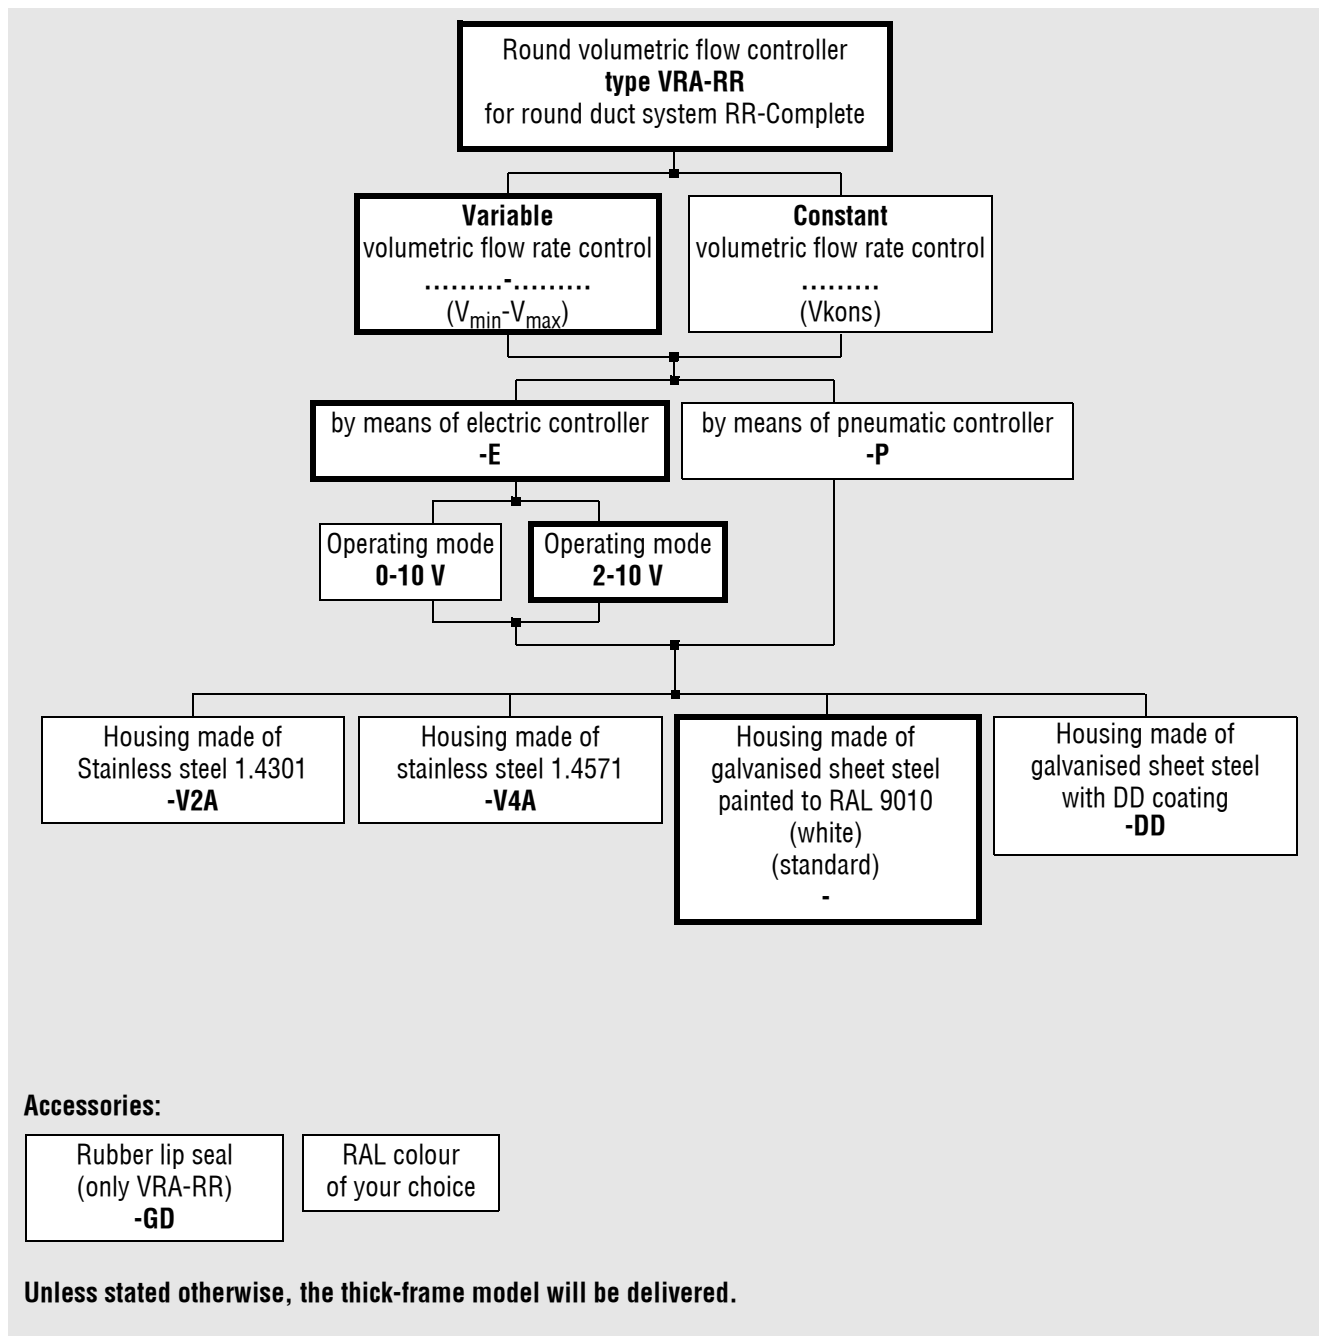 Round volumetric flow controller
type VRA-RR
for round duct system RR-Complete
Variable
volumetric flow rate control
.........-.........
(Vmin-Vmax)
Constant
volumetric flow rate control
.........
(Vkons)
by means of electric controller
-E
by means of pneumatic controller
-P
Operating mode
0-10 V
Operating mode
2-10 V
Housing made of
Stainless steel 1.4301
-V2A
Housing made of
stainless steel 1.4571
-V4A
Housing made of
galvanised sheet steel
painted to RAL 9010
(white)
(standard)
-
Housing made of
galvanised sheet steel
with DD coating
-DD
Accessories:
Rubber lip seal
(only VRA-RR)
-GD
RAL colour
of your choice
Unless stated otherwise, the thick-frame model will be delivered.